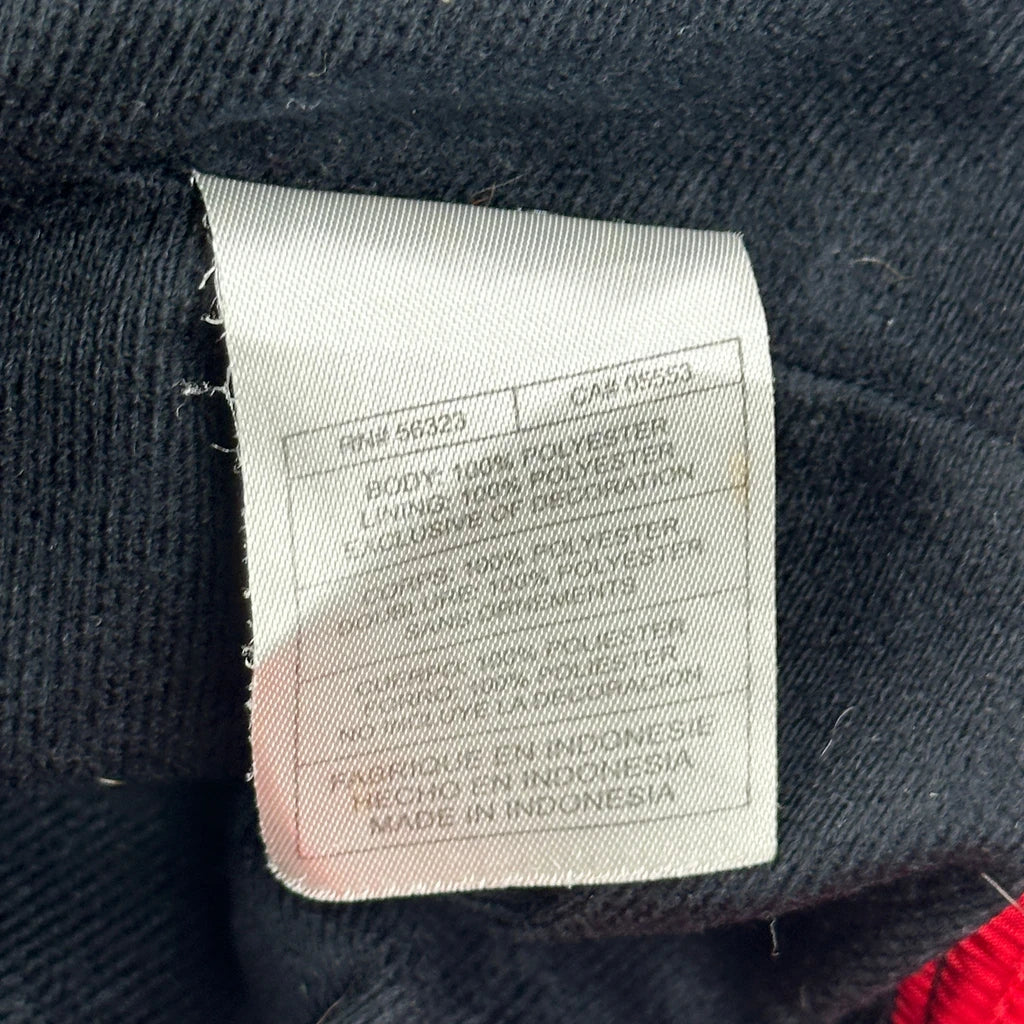 RN# 56323
CA# 05553
BODY: 100% POLYESTER
LINING: 100% POLYESTER
EXCLUSIVE OF DECORATION
CORPS: 100% POLYESTER
DOUBLURE: 100% POLYESTER
SANS ORNEMENTS
CUERPO: 100% POLIESTER
FORRO: 100% POLIESTER
NO INCLUYE LA DECORACIÓN
FABRIQUÉ EN INDONESIE
HECHO EN INDONESIA
MADE IN INDONESIA